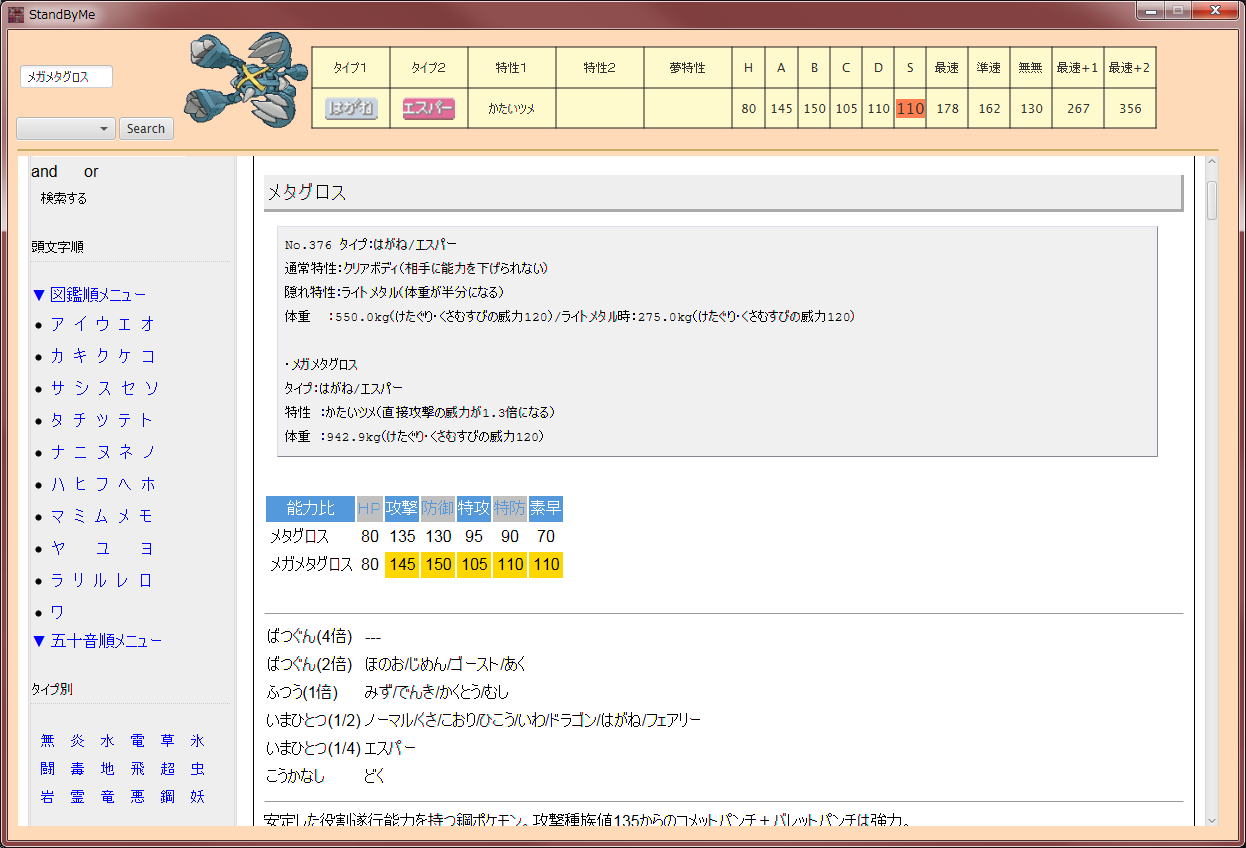 StandByMe
メガメタグロス
Search
タイプ1 タイプ2 特性1 特性2 夢特性 H A B C D S 最速 準速 無無 最速+1 最速+2
はがね エスパー かたいツメ 80 145 150 105 110 110 178 162 130 267 356
and or
検索する
頭文字順
▼ 図鑑順メニュー
● ア イ ウ エ オ
● カ キ ク ケ コ
● サ シ ス セ ソ
● タ チ ツ テ ト
● ナ ニ ヌ ネ ノ
● ハ ヒ フ ヘ ホ
● マ ミ ム メ モ
● ヤ ユ ヨ
● ラ リ ル レ ロ
● ワ
▼ 五十音順メニュー
タイプ別
無 炎 水 電 草 氷
闘 毒 地 飛 超 虫
岩 霊 竜 悪 鋼 妖
メタグロス
No.376 タイプ:はがね/エスパー
通常特性:クリアボディ(相手に能力を下げられない)
隠れ特性:ライトメタル(体重が半分になる)
体重 :550.0kg(けたぐり・くさむすびの威力120)/ライトメタル時:275.0kg(けたぐり・くさむすびの威力120)
・メガメタグロス
タイプ:はがね/エスパー
特性 :かたいツメ(直接攻撃の威力が1.3倍になる)
体重 :942.9kg(けたぐり・くさむすびの威力120)
能力比 HP 攻撃 防御 特攻 特防 素早
メタグロス 80 135 130 95 90 70
メガメタグロス 80 145 150 105 110 110
ばつぐん(4倍) ---
ばつぐん(2倍) ほのお/じめん/ゴースト/あく
ふつう(1倍) みず/でんき/かくとう/むし
いまひとつ(1/2) ノーマル/くさ/こおり/ひこう/いわ/ドラゴン/はがね/フェアリー
いまひとつ(1/4) エスパー
こうかなし どく
安定した役割遂行能力を持つ鋼ポケモン。攻撃種族値135からのコメットパンチ+バレットパンチは強力。